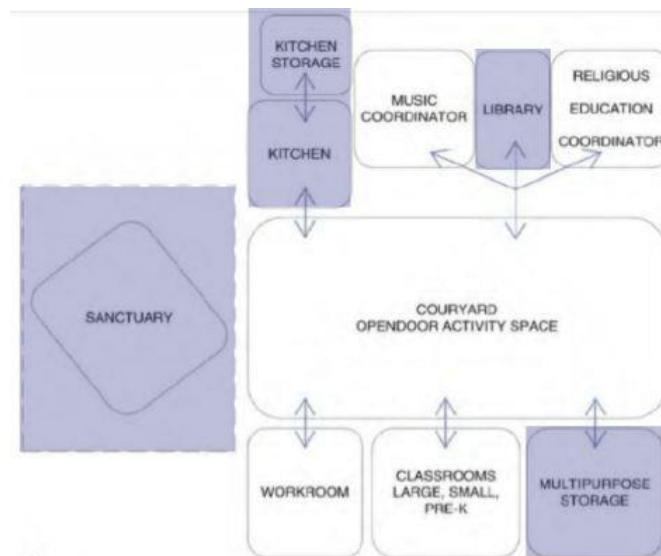 KITCHEN
STORAGE
MUSIC
COORDINATOR
LIBRARY
RELIGIOUS
EDUCATION
COORDINATOR
KITCHEN
SANCTUARY
COURYARD
OPENDOOR ACTIVITY SPACE
WORKROOM
CLASSROOMS
LARGE, SMALL,
PRE-K
MULTIPURPOSE
STORAGE